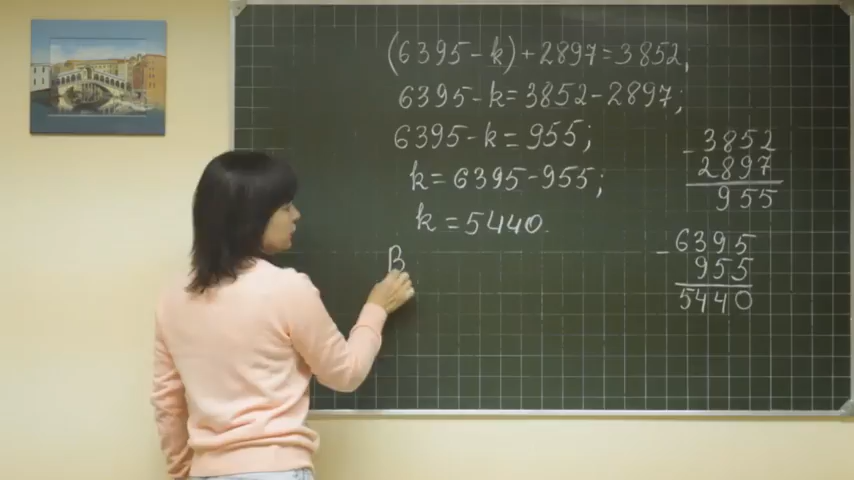 (6395-k)+2897=3852;
6395-k=3852-2897;
6395-k=955;
k=6395-955;
k=5440.
В
-3852
2897
955
-6395
955
5440